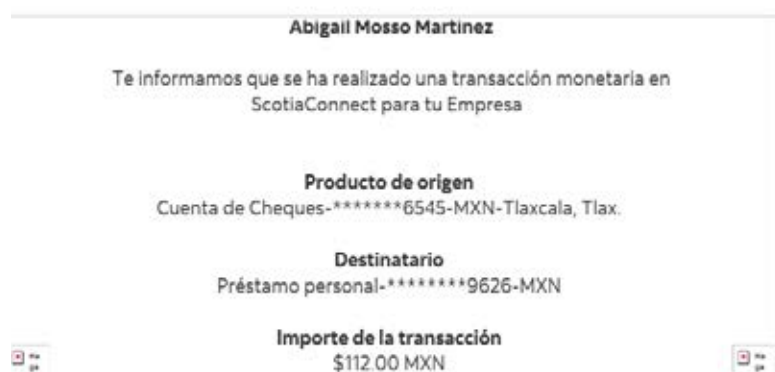 Abigail Mosso Martinez
Te informamos que se ha realizado una transacción monetaria en
ScotiaConnect para tu Empresa
Producto de origen
Cuenta de Cheques-*******6545-MXN-Tlaxcala, Tlax.
Destinatario
Préstamo personal-********9626-MXN
Importe de la transacción
$112.00 MXN